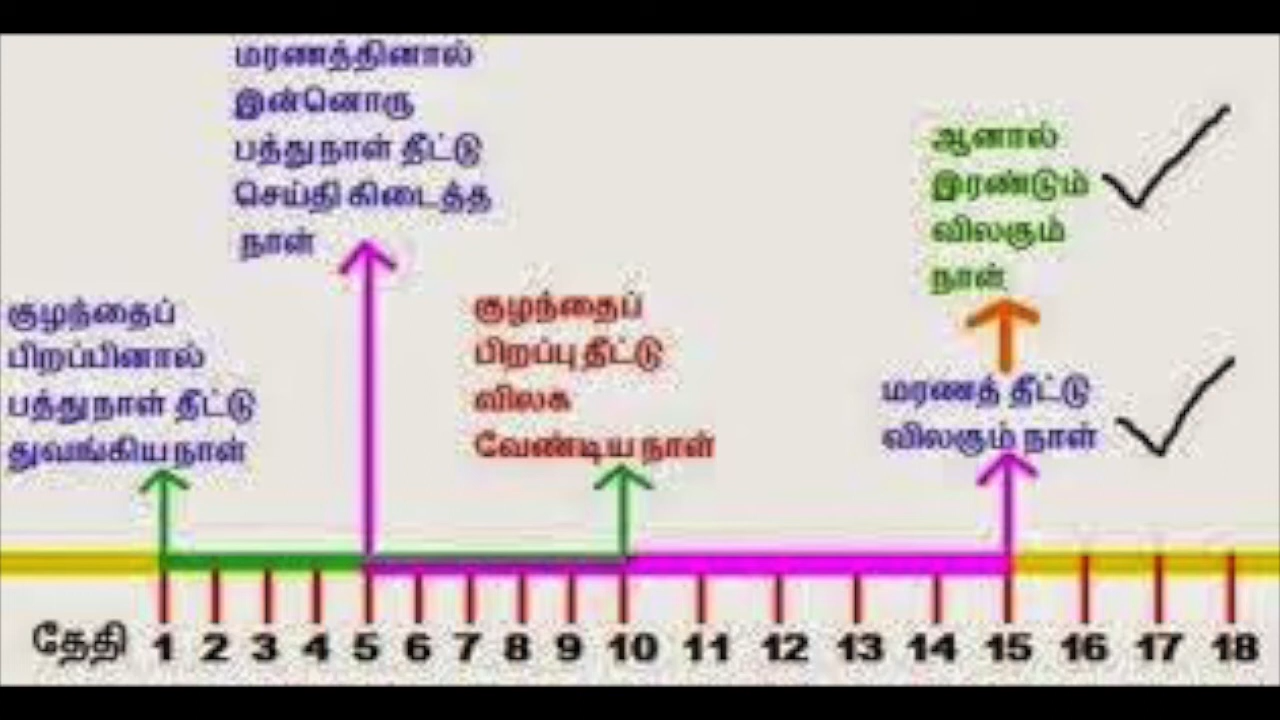 மரணத்தினால்
இன்னொரு
பத்துநாள் தீட்டு
செய்தி கிடைத்த
நாள்
குழந்தைப்
பிறப்பினால்
பத்துநாள் தீட்டு
துவங்கிய நாள்
குழந்தைப்
பிறப்பு தீட்டு
விலக
வேண்டிய நாள்
ஆனால்
இரண்டும்
விலகும்
நாள்
மரணத் தீட்டு
விலகும் நாள்
தேதி 1 2 3 4 5 6 7 8 9 10 11 12 13 14 15 16 17 18